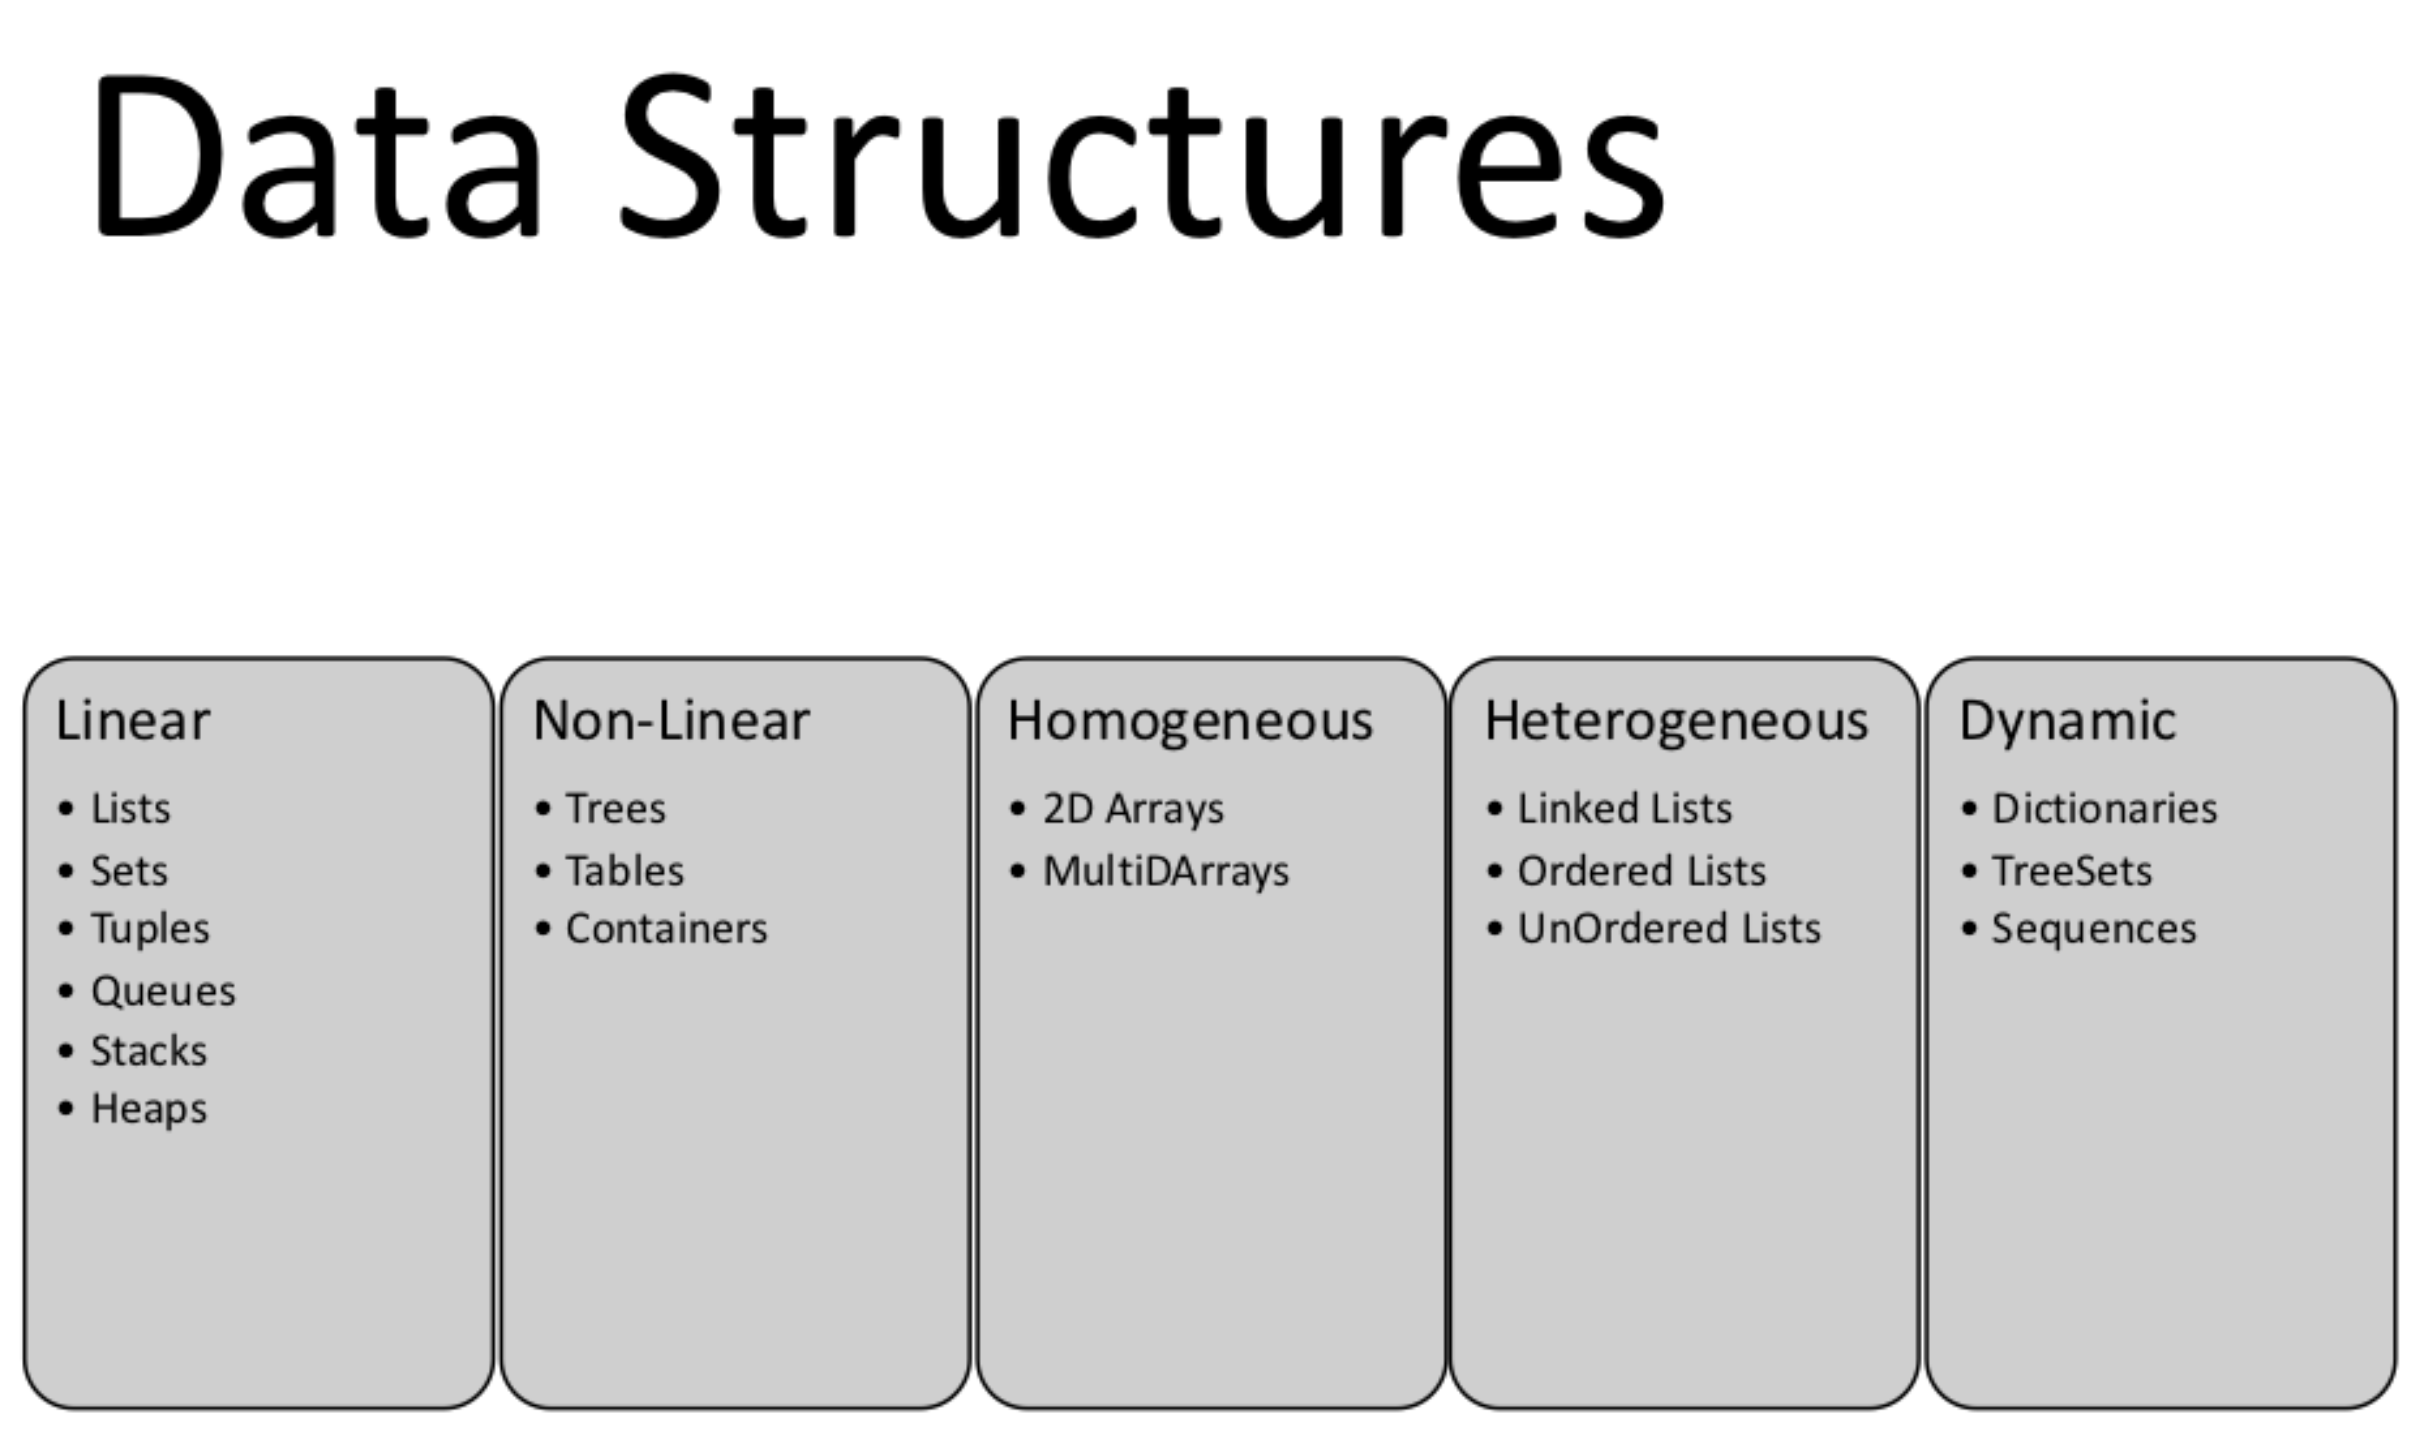 Data Structures
Linear
• Lists
• Sets
• Tuples
• Queues
• Stacks
• Heaps
Non-Linear
• Trees
• Tables
• Containers
Homogeneous
• 2D Arrays
• MultiDArrays
Heterogeneous
• Linked Lists
• Ordered Lists
• UnOrdered Lists
Dynamic
• Dictionaries
• TreeSets
• Sequences